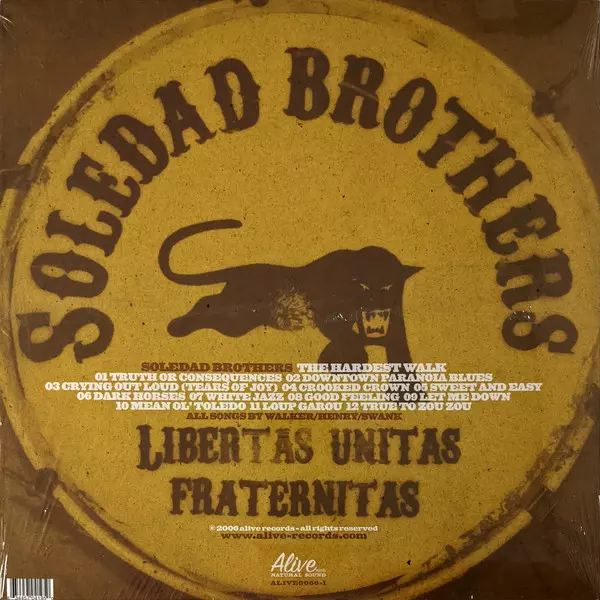 SOLEDAD BROTHERS
SOLEDAD BROTHERS THE HARDEST WALK
01 TRUTH OR CONSEQUENCES 02 DOWNTOWN PARANOIA BLUES
03 CRYING OUT LOUD (TEARS OF JOY) 04 CROOKED CROWN 05 SWEET AND EASY
06 DARK HORSES 07 WHITE JAZZ 08 GOOD FEELING 09 LET ME DOWN
10 MEAN OL' TOLEDO 11 LOUP GAROU 12 TRUE TO ZOU ZOU
ALL SONGS BY WALKER/HENRY/SWANK
LIBERTAS UNITAS
FRATERNITAS
© 2006 alive records - all rights reserved
www.alive-records.com
Alive
NATURAL SOUND
ALIVE0066-1